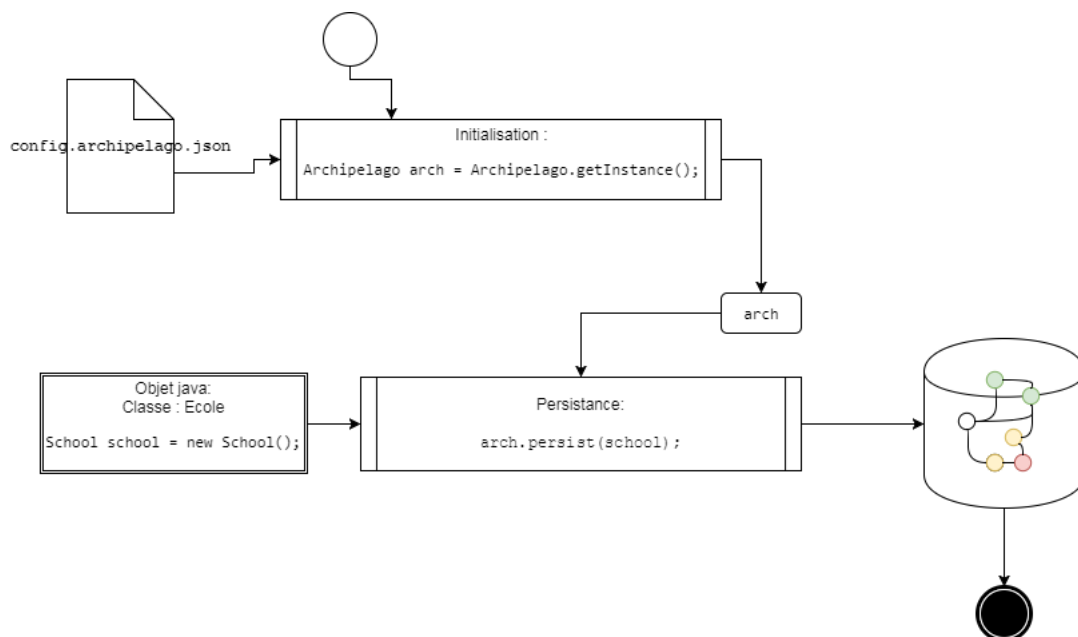 config.archipelago.json
Initialisation :
Archipelago arch = Archipelago.getInstance();
arch
Objet java:
Classe : Ecole
School school = new School();
Persistance:
arch.persist(school);